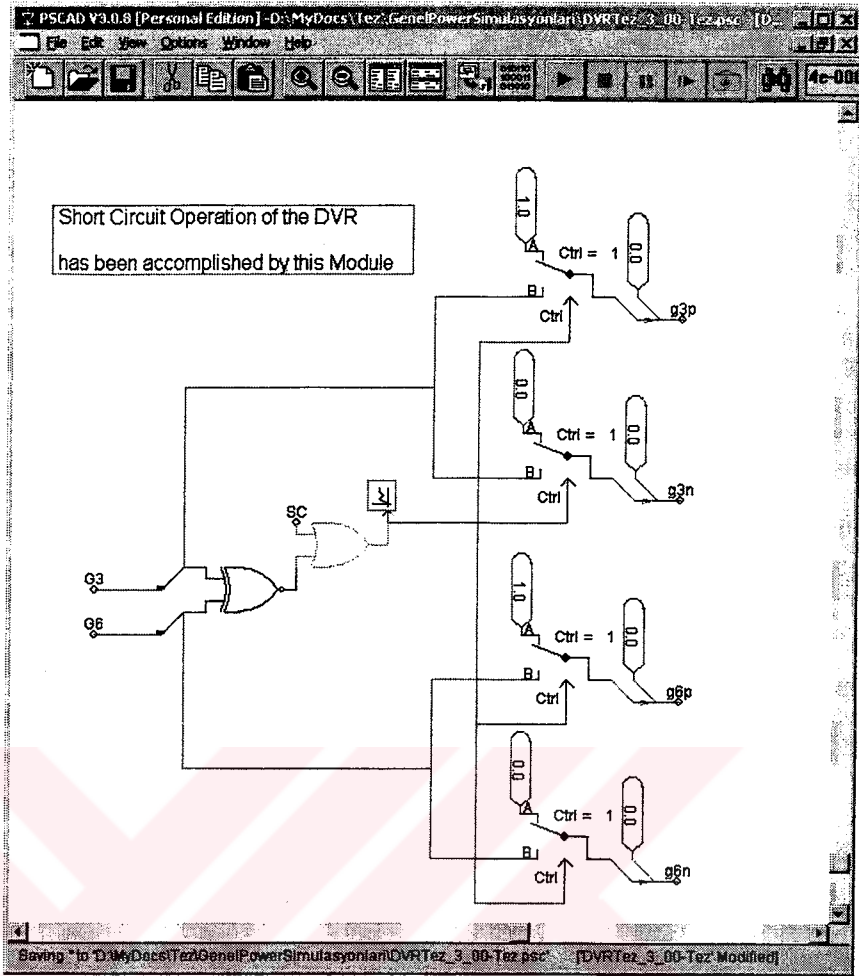 PSCAD V3.0.8 [Personal Edition] -D:\MyDocs\Tez\GenelPowerSimulasyonlari\DVRTez_3_00-Tez.psc - [D...
File Edit View Options Window Help
4e-000
Short Circuit Operation of the DVR
has been accomplished by this Module
1.0
A
Ctrl = 1
0.0
B
Ctrl
g3p
0.0
A
Ctrl = 1
0.0
B
Ctrl
g3n
SC
G3
G6
1.0
A
Ctrl = 1
0.0
B
Ctrl
g6p
0.0
A
Ctrl = 1
0.0
B
Ctrl
g6n
Saving " to 'D:\MyDocs\Tez\GenelPowerSimulasyonlari\DVRTez_3_00-Tez.psc' ['DVRTez_3_00-Tez' Modified]